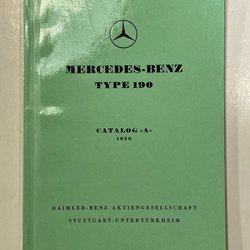 MERCEDES-BENZ
TYPE 190
CATALOG »A«
1956
DAIMLER-BENZ AKTIENGESELLSCHAFT
STUTTGART-UNTERTÜRKHEIM